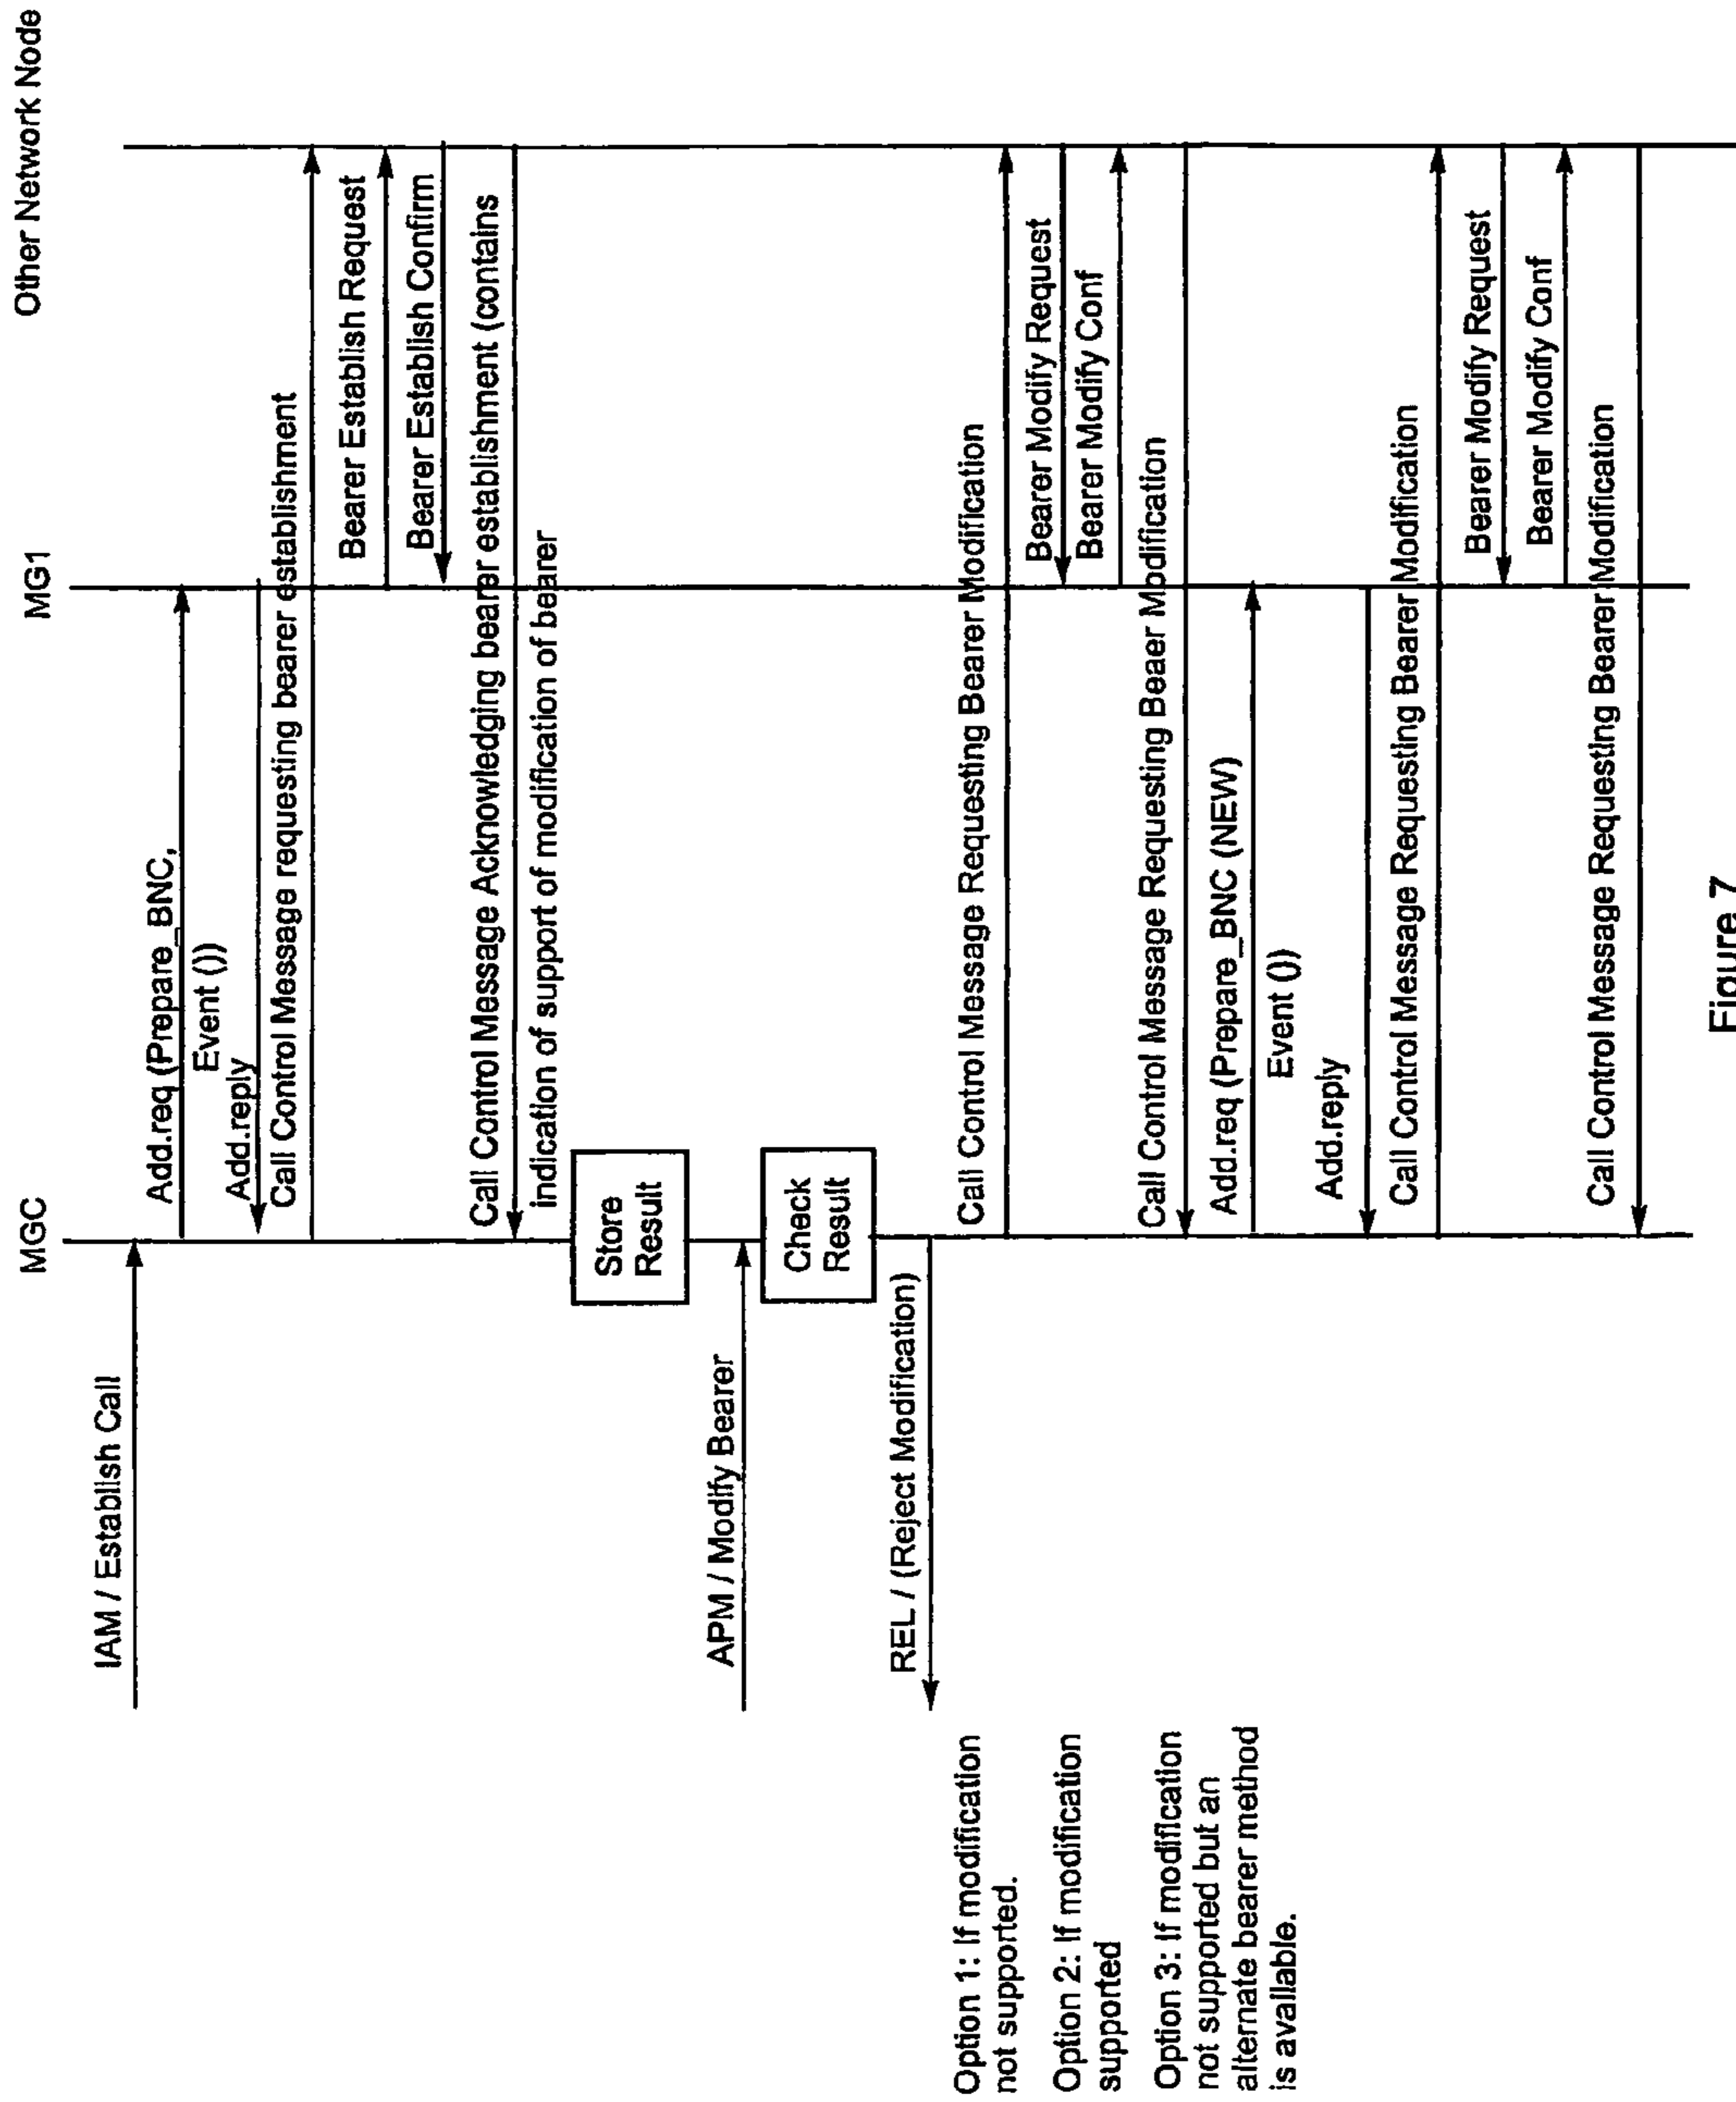 MGC
MG1
Other Network Node
IAM / Establish Call
Add.req (Prepare_BNC,
Event ())
Add.reply
Call Control Message requesting bearer establishment
Bearer Establish Request
Bearer Establish Confirm
Call Control Message Acknowledging bearer establishment (contains
indication of support of modification of bearer
Store
Result
APM / Modify Bearer
Check
Result
REL / (Reject Modification)
Option 1: If modification
not supported.
Call Control Message Requesting Bearer Modification
Bearer Modify Request
Bearer Modify Conf
Option 2: If modification
supported
Call Control Message Requesting Beaer Modification
Option 3: If modification
not supported but an
alternate bearer method
is available.
Add.req (Prepare_BNC (NEW)
Event ())
Add.reply
Call Control Message Requesting Bearer Modification
Bearer Modify Request
Bearer Modify Conf
Call Control Message Requesting Bearer Modification
Figure 7